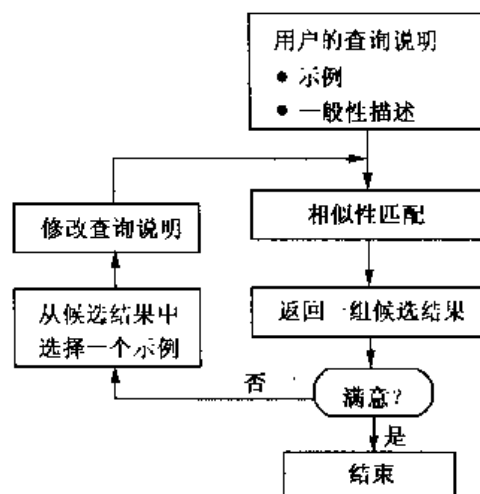 用户的查询说明
● 示例
● 一般性描述
相似性匹配
修改查询说明
返回一组候选结果
从候选结果中
选择一个示例
否
满意？
是
结束